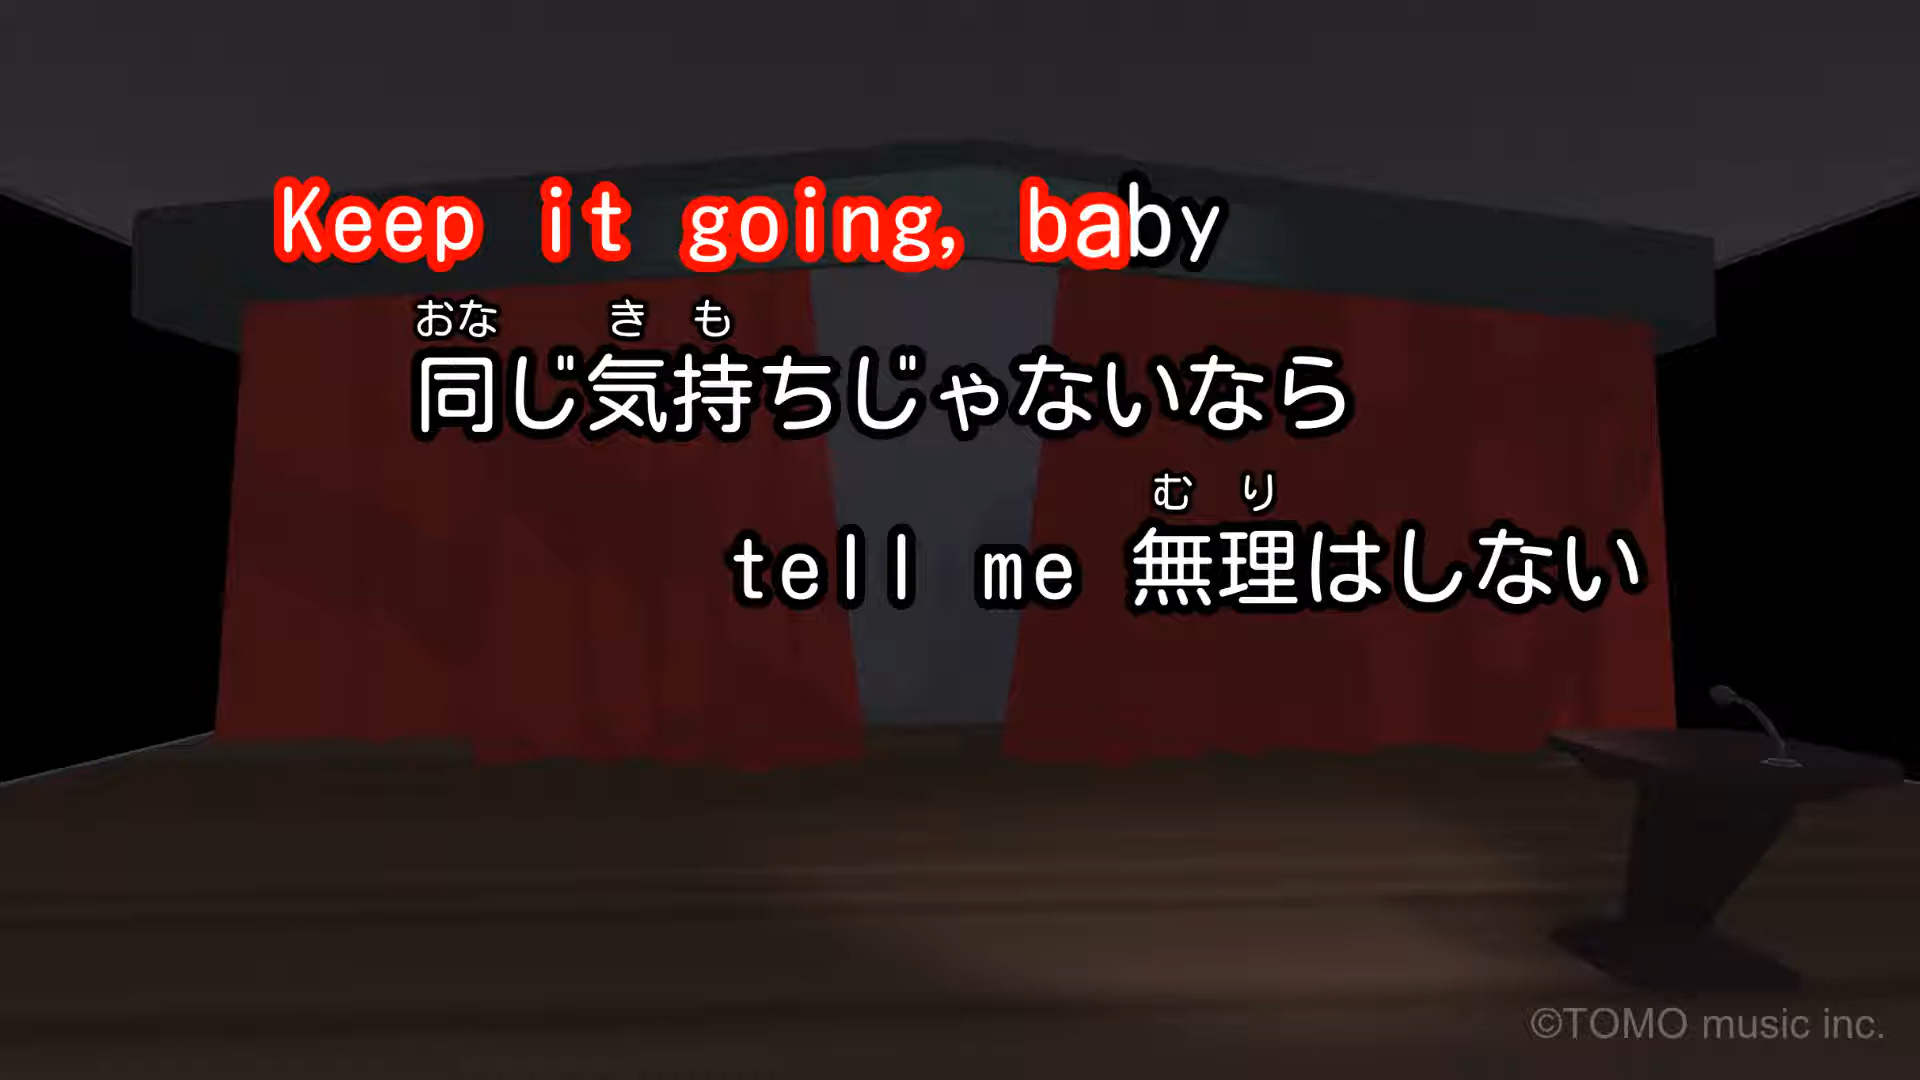 Keep it going, baby
おな き も
同じ気持ちじゃないなら
む り
tell me 無理はしない
©TOMO music inc.